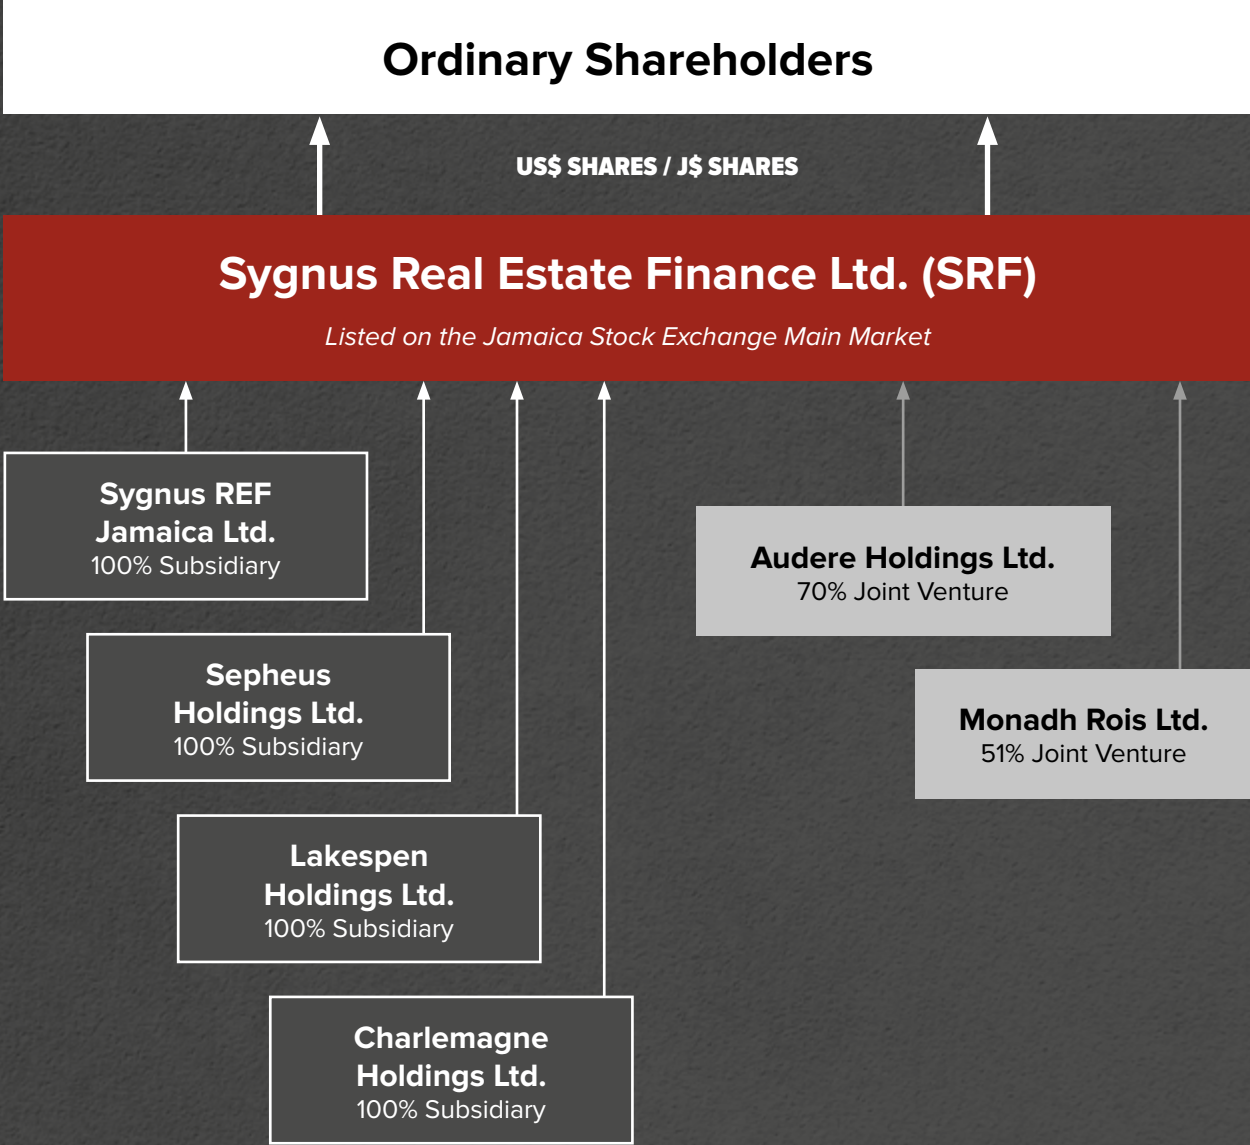 Ordinary Shareholders
US$ SHARES / J$ SHARES
Sygnus Real Estate Finance Ltd. (SRF)
Listed on the Jamaica Stock Exchange Main Market
Sygnus REF
Jamaica Ltd.
100% Subsidiary
Sepheus
Holdings Ltd.
100% Subsidiary
Lakespen
Holdings Ltd.
100% Subsidiary
Charlemagne
Holdings Ltd.
100% Subsidiary
Audere Holdings Ltd.
70% Joint Venture
Monadh Rois Ltd.
51% Joint Venture